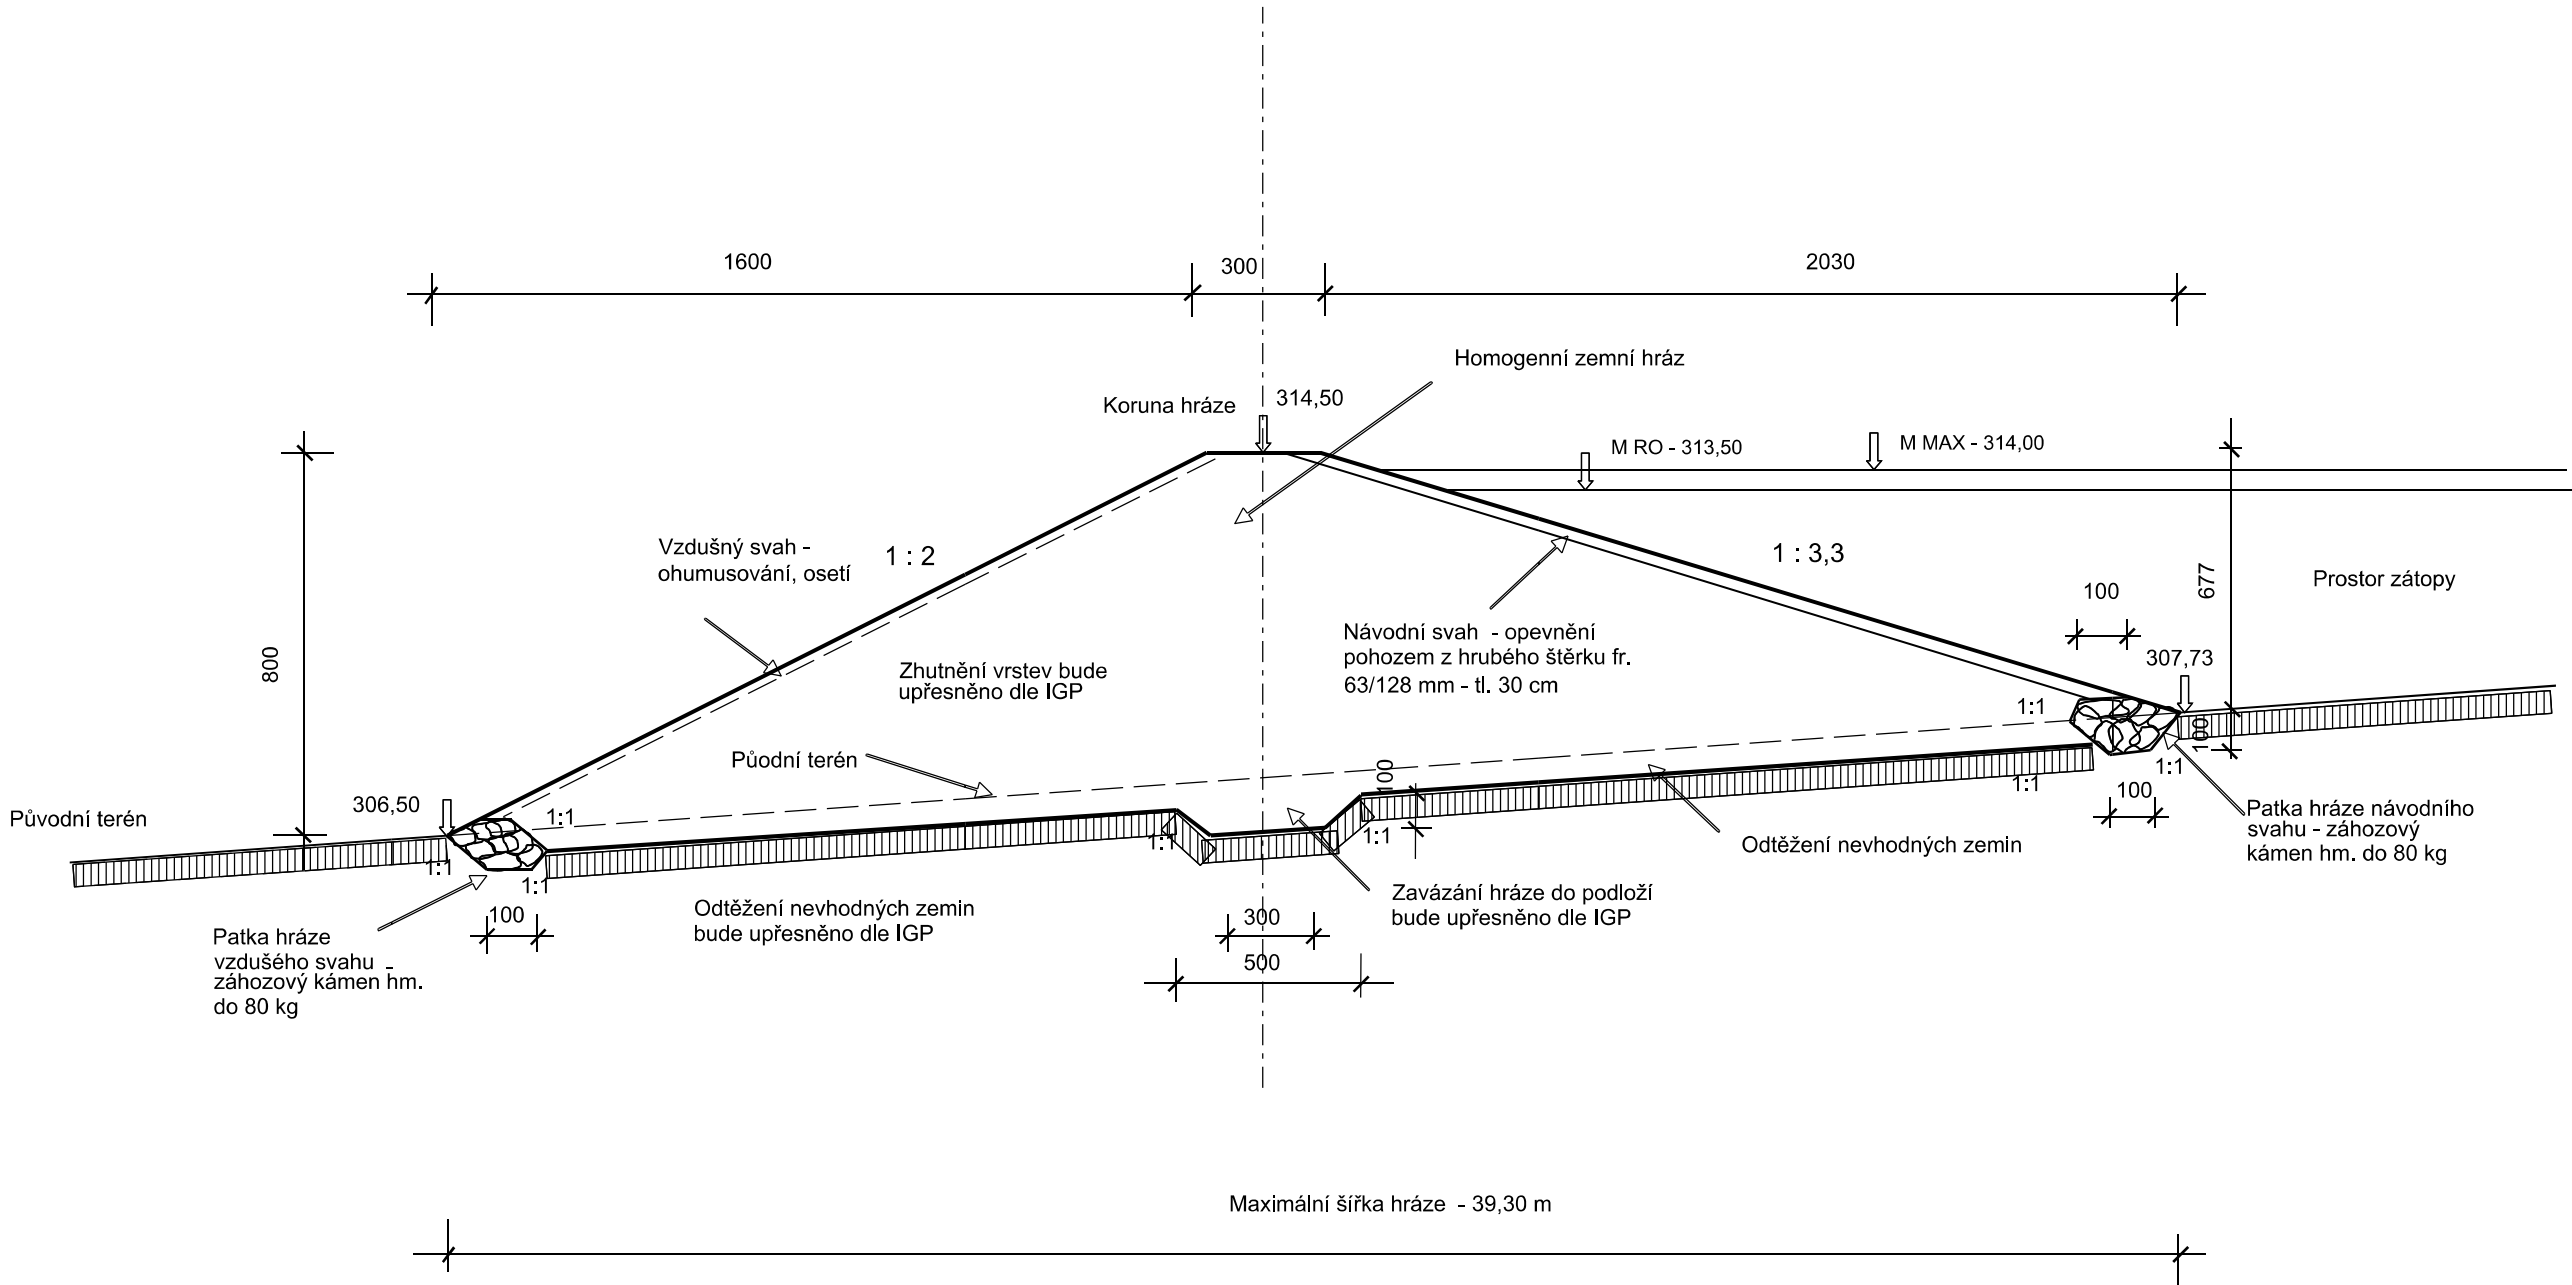 1600
300
2030
Homogenní zemní hráz
Koruna hráze
314,50
M RO - 313,50
M MAX - 314,00
Vzdušný svah -
ohumusování, osetí
1 : 2
1 : 3,3
677
Prostor zátopy
100
800
Návodní svah - opevnění
pohozem z hrubého štěrku fr.
63/128 mm - tl. 30 cm
Zhutnění vrstev bude
upřesněno dle IGP
307,73
1:1
100
Půodní terén
100
1:1
1:1
100
306,50
Původní terén
1:1
1:1
1:1
1:1
1:1
Patka hráze návodního
svahu - záhozový
kámen hm. do 80 kg
Odtěžení nevhodných zemin
Zavázání hráze do podloží
bude upřesněno dle IGP
Odtěžení nevhodných zemin
bude upřesněno dle IGP
100
300
500
Patka hráze
vzdušého svahu -
záhozový kámen hm.
do 80 kg
Maximální šířka hráze - 39,30 m